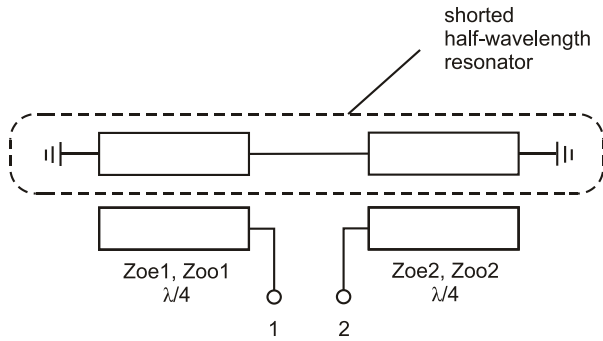 shorted
half-wavelength
resonator
Zoe1, Zoo1
λ/4
Zoe2, Zoo2
λ/4
1
2